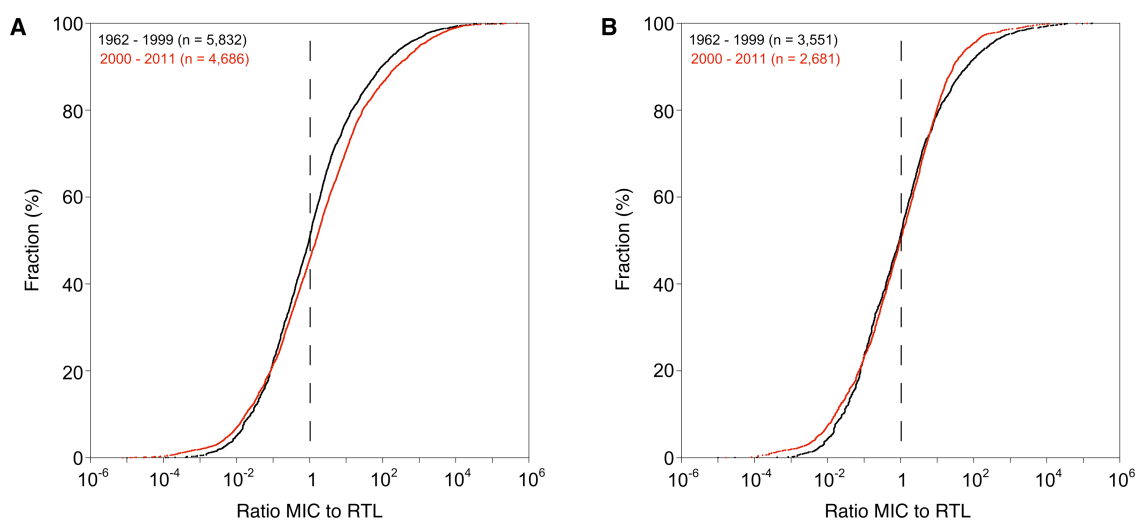 A
1962 - 1999 (n = 5,832)
2000 - 2011 (n = 4,686)
Fraction (%)
100
80
60
40
20
0
10-6 10-4 10-2 1 102 104 106
Ratio MIC to RTL
B
1962 - 1999 (n = 3,551)
2000 - 2011 (n = 2,681)
Fraction (%)
100
80
60
40
20
0
10-6 10-4 10-2 1 102 104 106
Ratio MIC to RTL